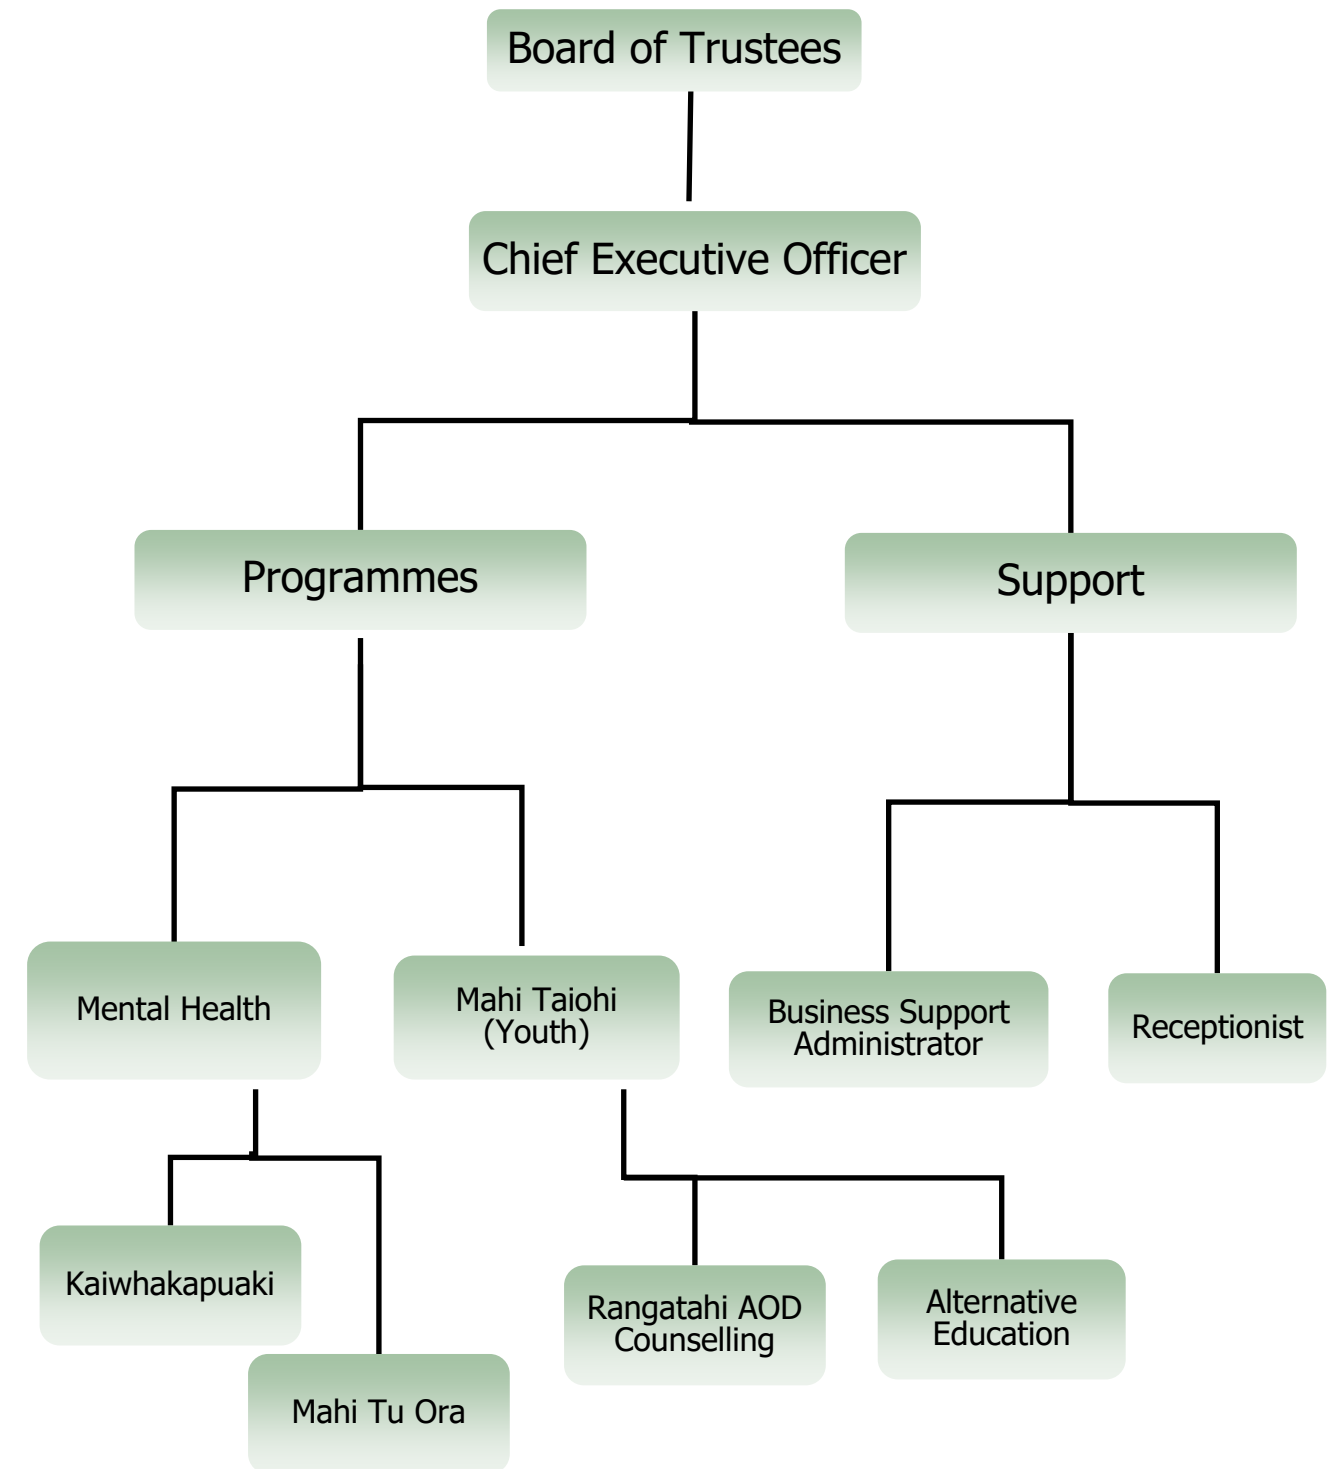 Board of Trustees
Chief Executive Officer
Programmes
Support
Mental Health
Mahi Taiohi
(Youth)
Business Support
Administrator
Receptionist
Kaiwhakapuaki
Rangatahi AOD
Counselling
Alternative
Education
Mahi Tu Ora